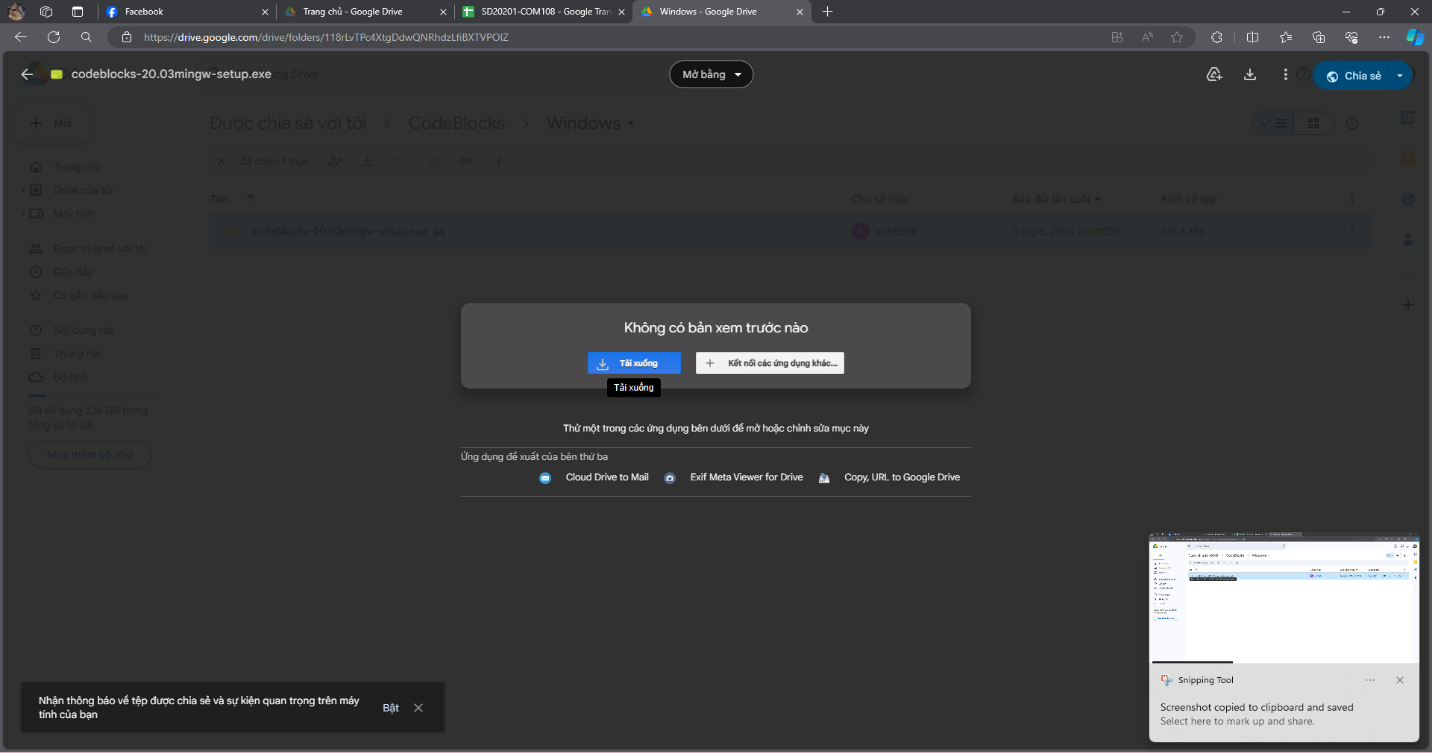 Facebook
Trang chủ - Google Drive
SD20201-COM108 - Google Tran
Windows - Google Drive
https://drive.google.com/drive/folders/118rLvTPc4XtgDdwQNRhdzLfiBXTVPOIZ
codeblocks-20.03mingw-setup.exe
Mở bằng
Chia sẻ
Mới
Được chia sẻ với tôi
CodeBlocks
Windows
Trang chủ
đã chọn 1 mục
Drive của tôi
Máy tính
Tên
Chủ sở hữu
Sửa đổi lần cuối
Kích cỡ tệp
codeblocks-20.03mingw-setup.exe
anhtt258
5 thg 5, 2024 anhtt258
145,4 MB
Được chia sẻ với tôi
Gần đây
Có gắn dấu sao
Nội dung rác
Thùng rác
Bộ nhớ
Đã sử dụng 2,16 GB trong
tổng số 15 GB
Mua thêm bộ nhớ
Không có bản xem trước nào
Tải xuống
Kết nối các ứng dụng khác...
Tải xuống
Thử một trong các ứng dụng bên dưới để mở hoặc chỉnh sửa mục này
Ứng dụng đề xuất của bên thứ ba
Cloud Drive to Mail
Exif Meta Viewer for Drive
Copy, URL to Google Drive
Nhận thông báo về tệp được chia sẻ và sự kiện quan trọng trên máy
tính của bạn
Bật
Snipping Tool
Screenshot copied to clipboard and saved
Select here to mark up and share.